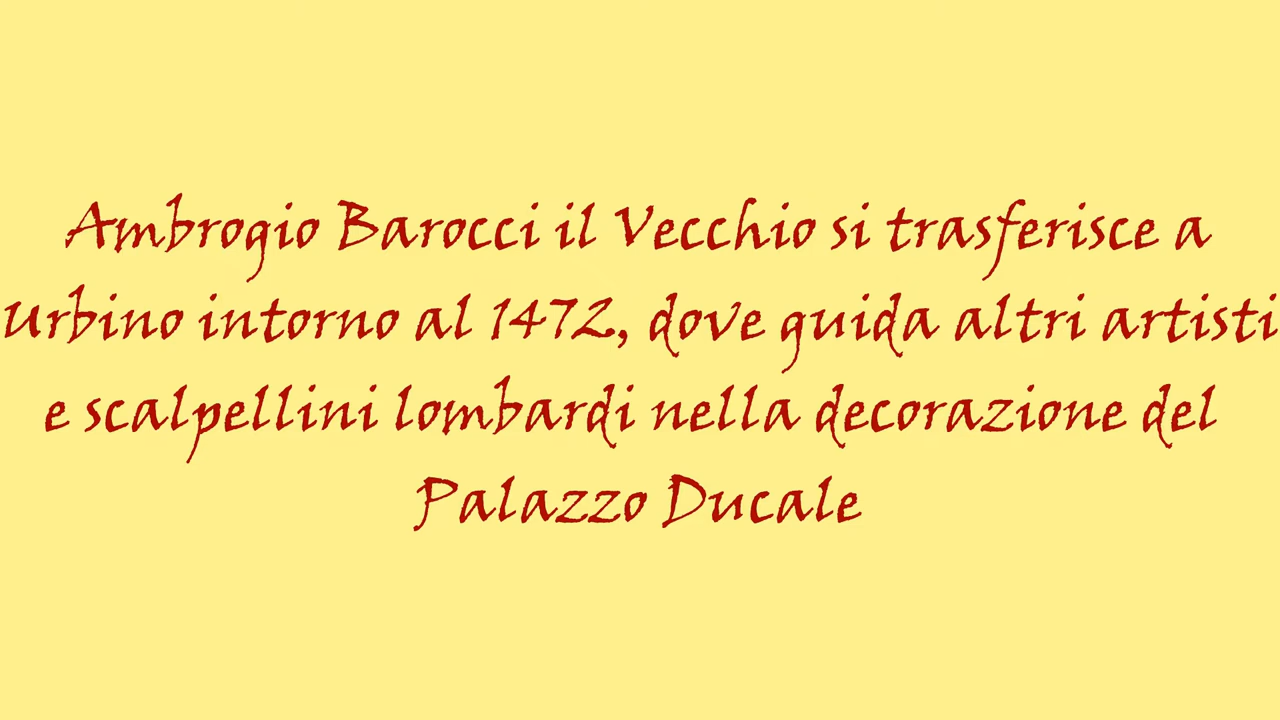 Ambrogio Barocci il Vecchio si trasferisce a
Urbino intorno al 1472, dove guida altri artisti
e scalpellini lombardi nella decorazione del
Palazzo Ducale